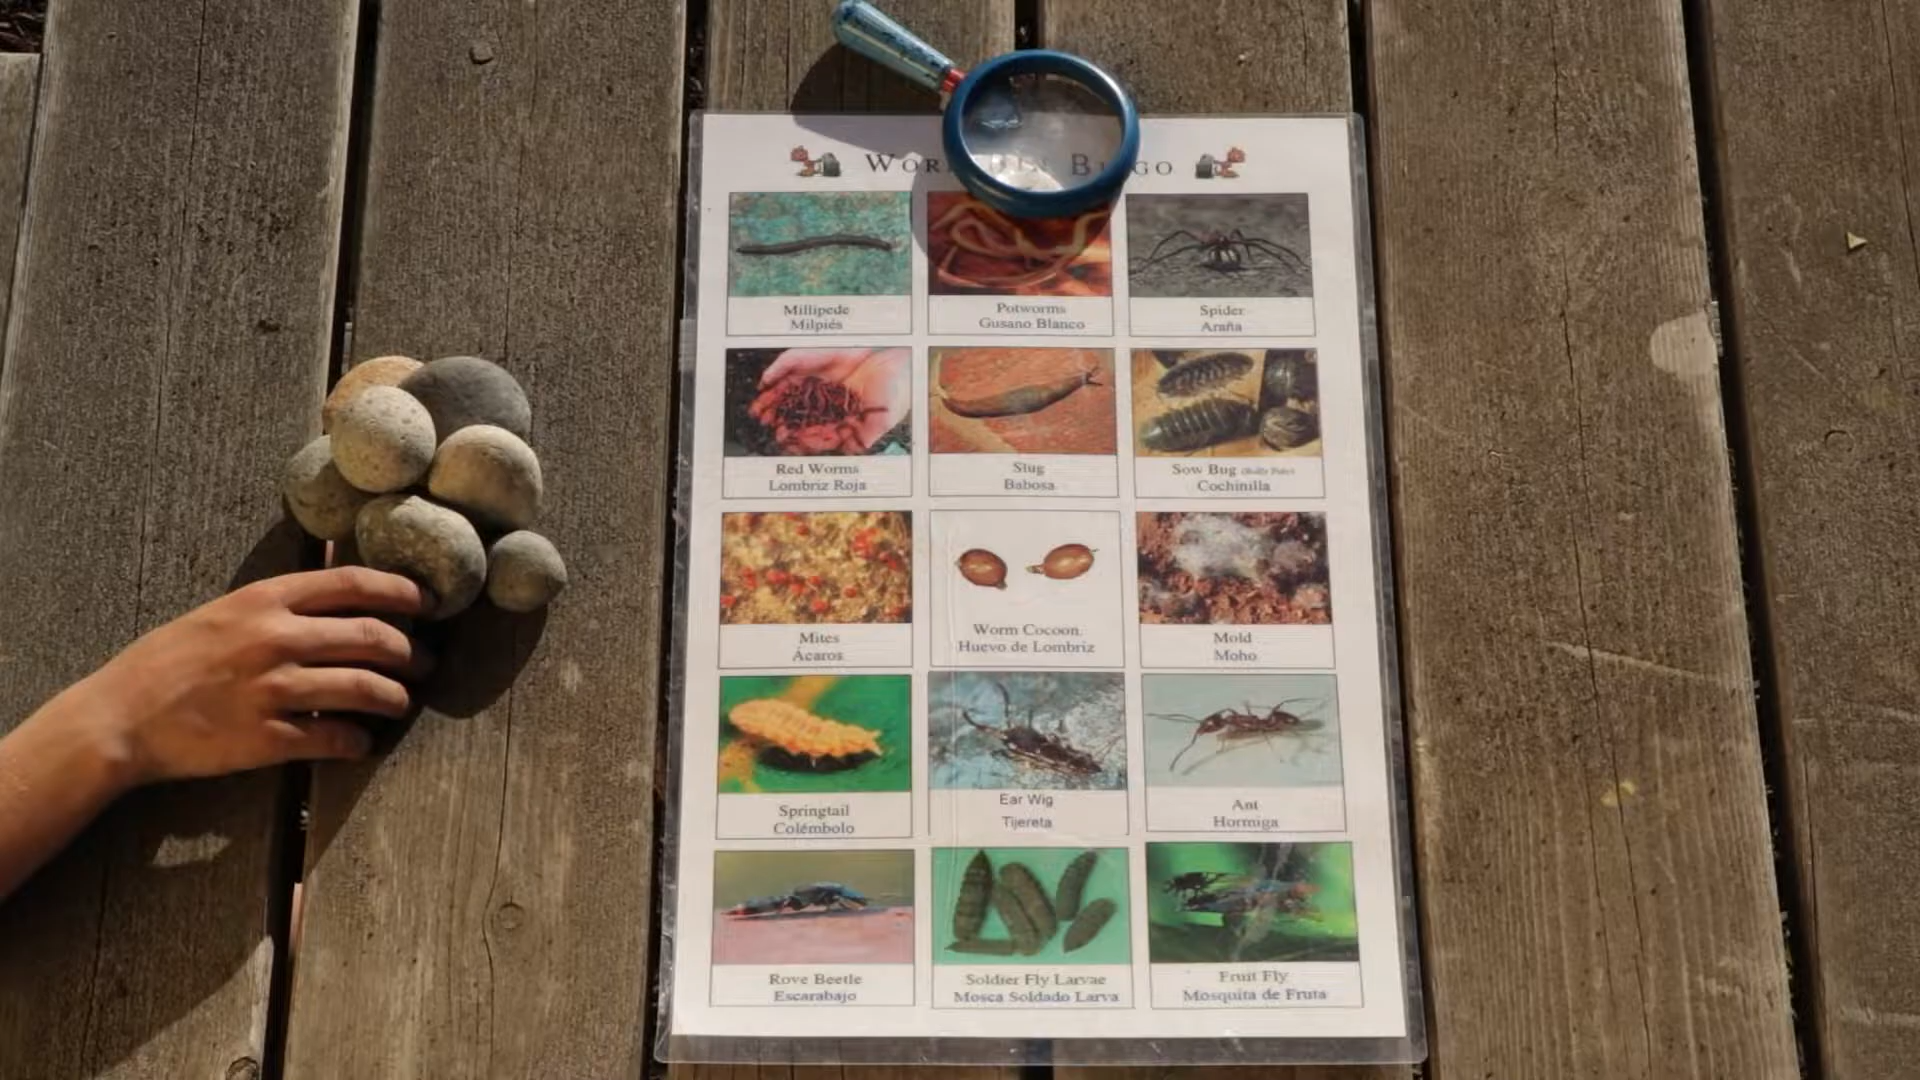 Millipede
Milpiés
Potworms
Gusano Blanco
Spider
Araña
Red Worms
Lombriz Roja
Slug
Babosa
Sow Bug
Cochinilla
Mites
Ácaros
Worm Cocoon
Huevo de Lombriz
Mold
Moho
Springtail
Colémbolo
Ear Wig
Tijereta
Ant
Hormiga
Rove Beetle
Escarabajo
Soldier Fly Larvae
Mosca Soldado Larva
Fruit Fly
Mosquita de Fruta